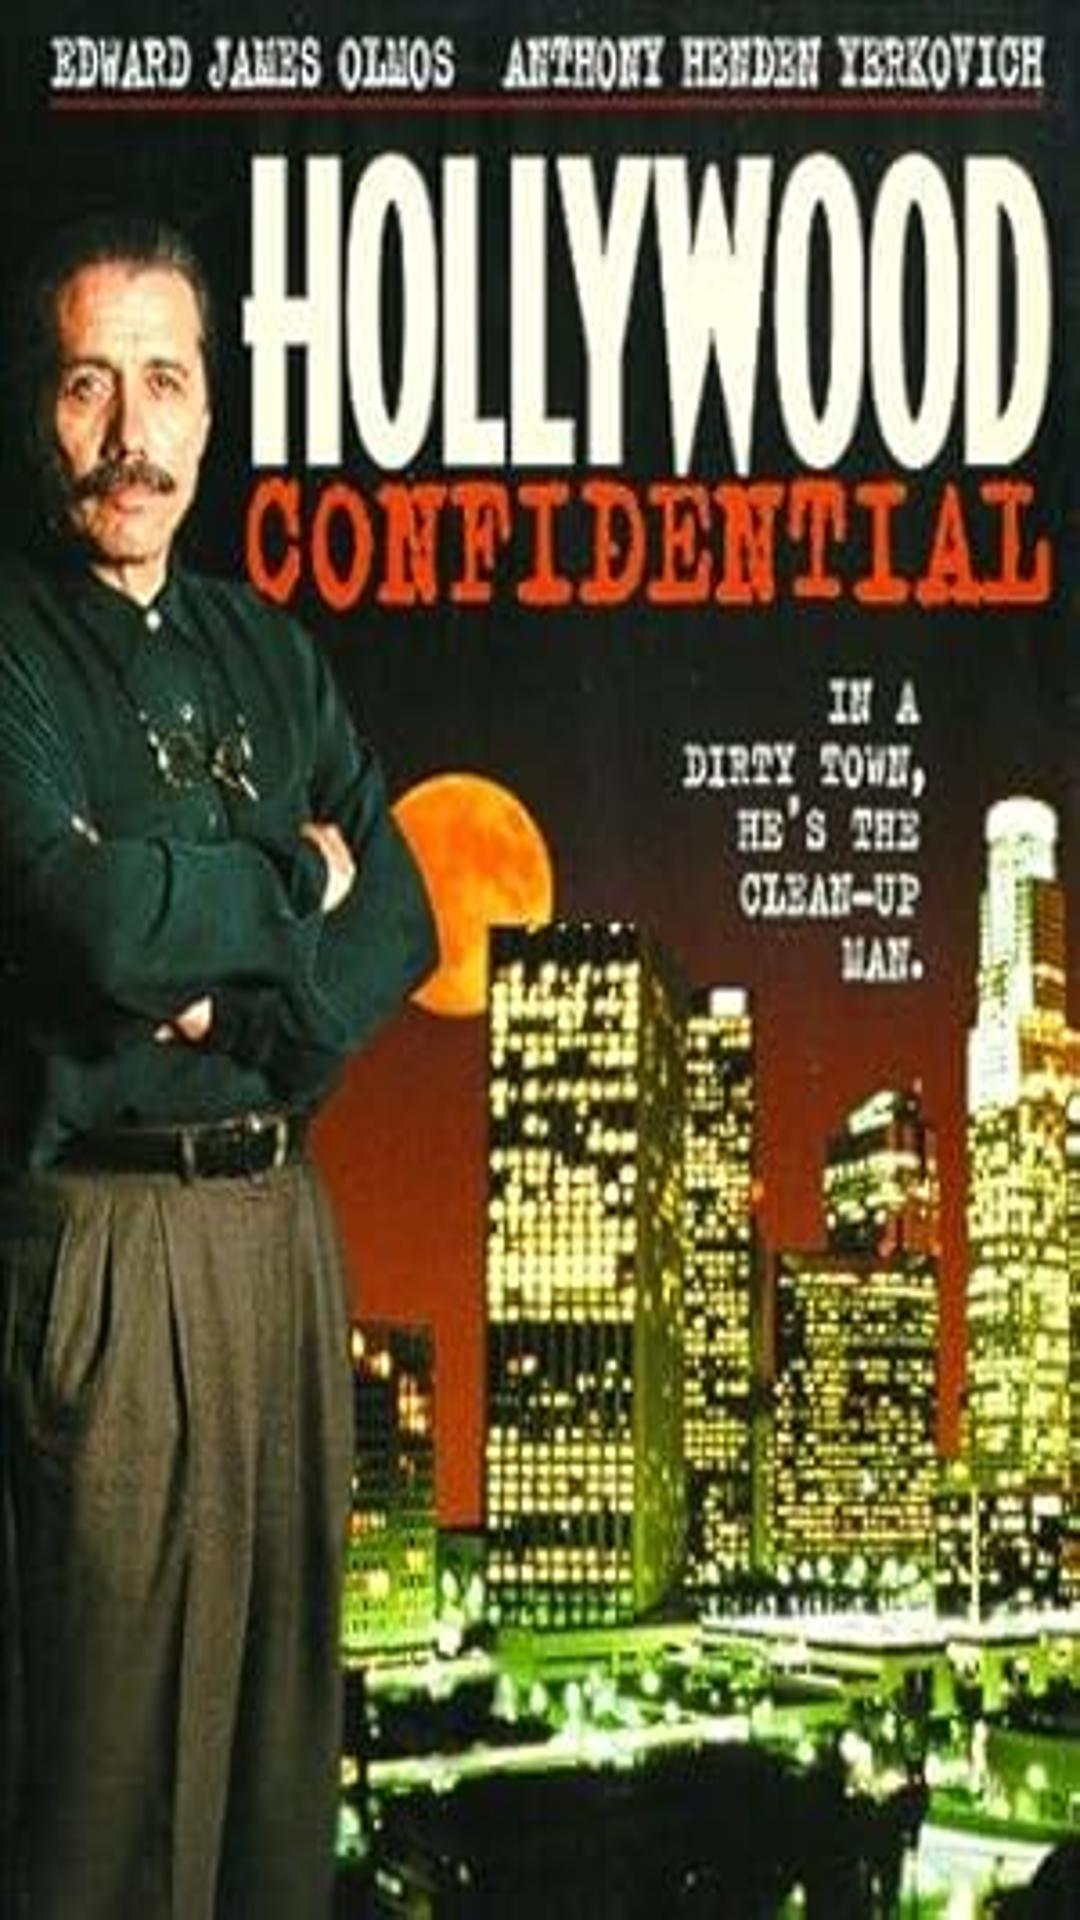 EDWARD JAMES OLMOS ANTHONY HENDEN YERKOVICH
HOLLYWOOD
CONFIDENTIAL
IN A
DIRTY TOWN,
HE'S THE
CLEAN-UP
MAN.